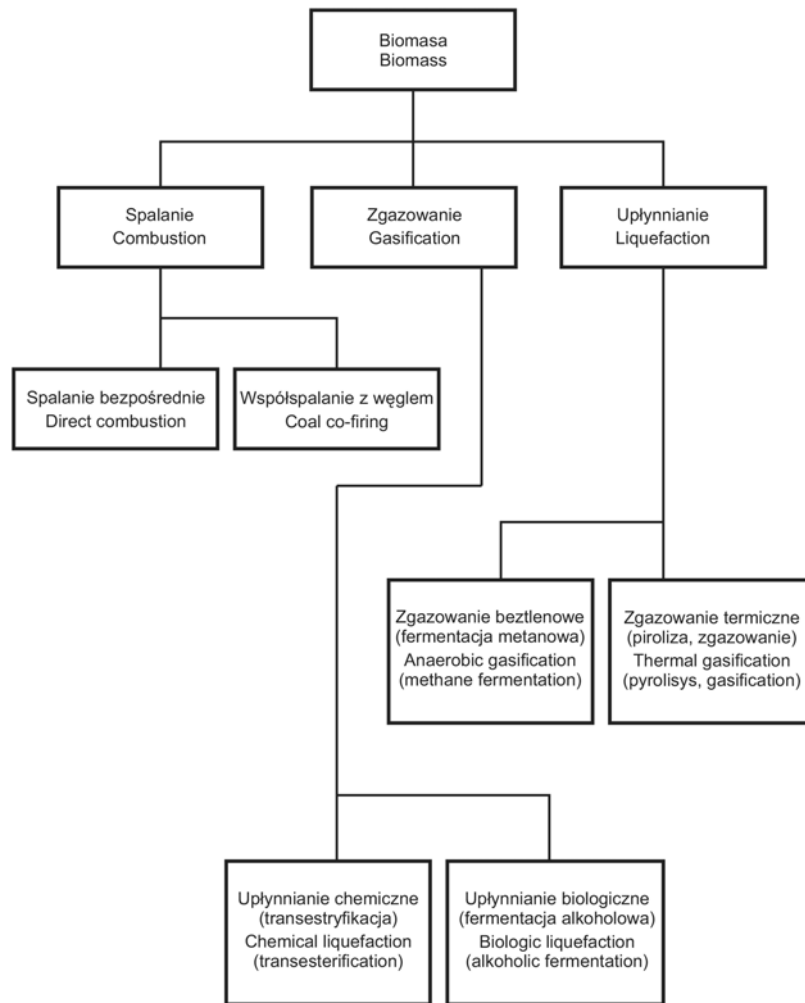 Biomasa
Biomass
Spalanie
Combustion
Zgazowanie
Gasification
Upłynnianie
Liquefaction
Spalanie bezpośrednie
Direct combustion
Współspalanie z węglem
Coal co-firing
Zgazowanie beztlenowe
(fermentacja metanowa)
Anaerobic gasification
(methane fermentation)
Zgazowanie termiczne
(piroliza, zgazowanie)
Thermal gasification
(pyrolisys, gasification)
Upłynnianie chemiczne
(transestryfikacja)
Chemical liquefaction
(transesterification)
Upłynnianie biologiczne
(fermentacja alkoholowa)
Biologic liquefaction
(alkoholic fermentation)